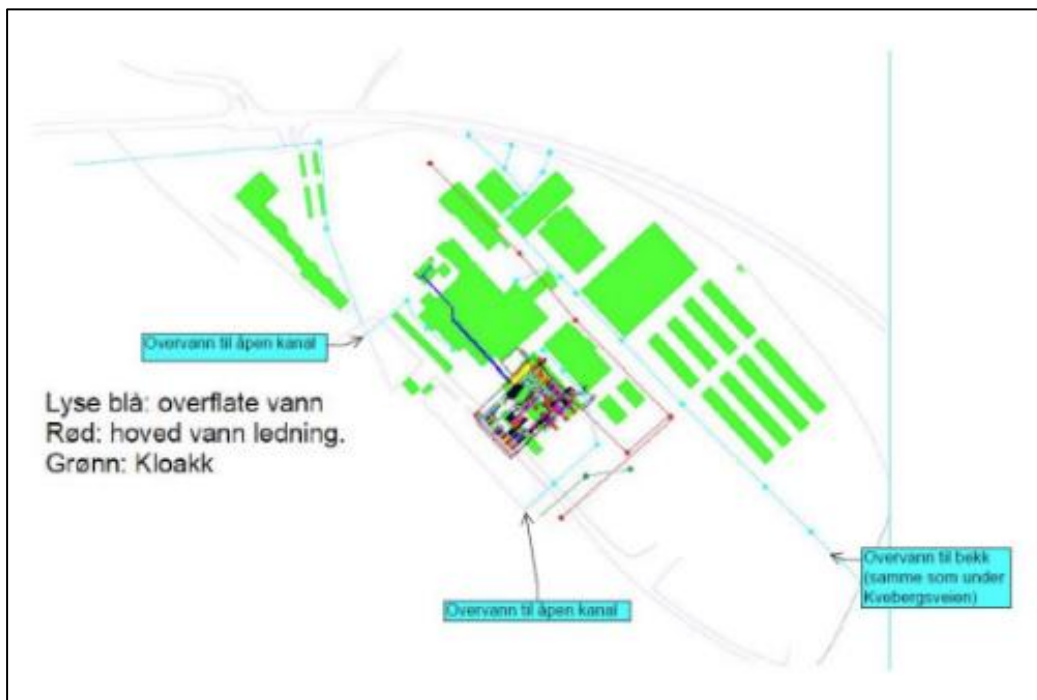 Overvann til åpen kanal
Lyse blå: overflate vann
Rød: hoved vann ledning.
Grønn: Kloakk
Overvann til bekk
(samme som under
Kvebergsveien)
Overvann til åpen kanal